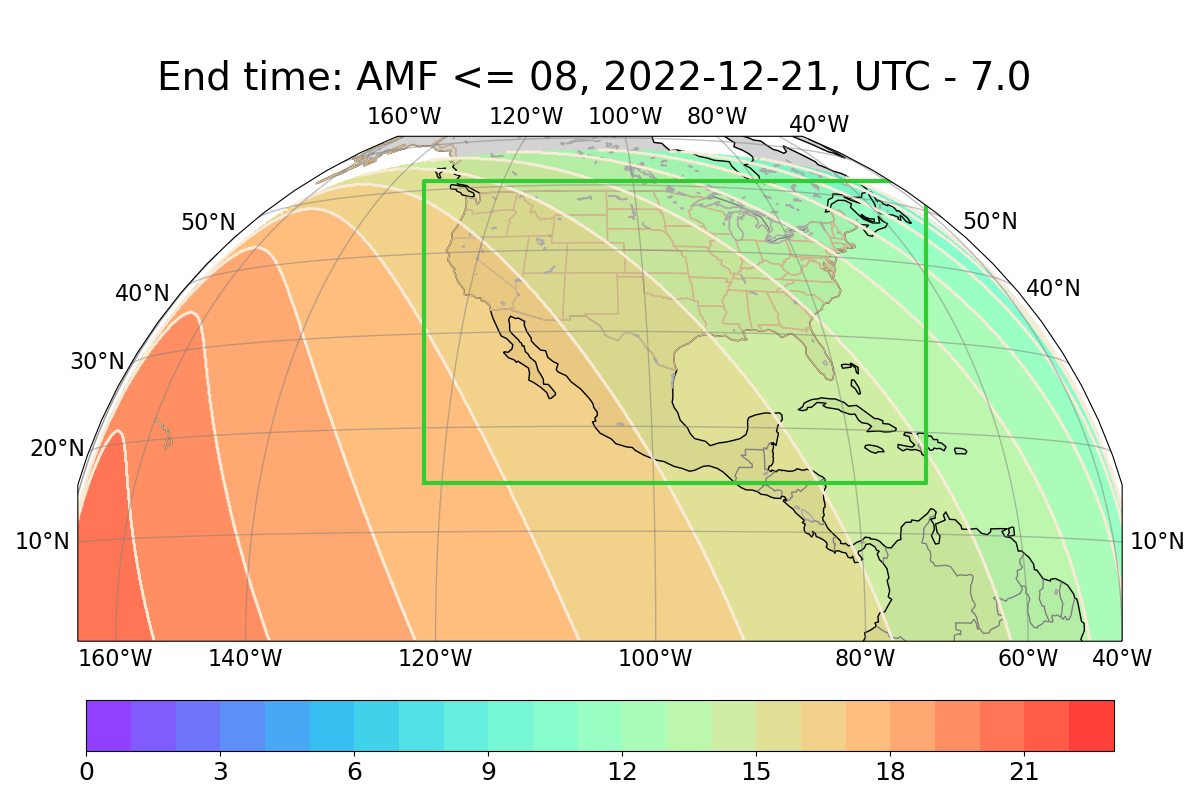 End time: AMF <= 08, 2022-12-21, UTC - 7.0
160°W 120°W 100°W 80°W 40°W
50°N 50°N
40°N 40°N
30°N
20°N
10°N 10°N
160°W 140°W 120°W 100°W 80°W 60°W 40°W
0 3 6 9 12 15 18 21